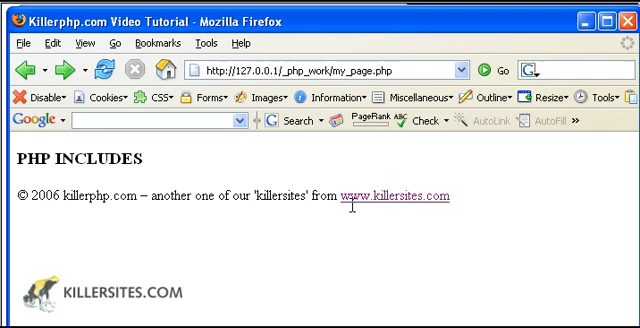 Killerphp.com Video Tutorial - Mozilla Firefox
File Edit View Go Bookmarks Tools Help
http://127.0.0.1/_php_work/my_page.php Go G
Disable Cookies CSS Forms Images Information Miscellaneous Outline Resize Tools
Google G Search PageRank ABC Check AutoLink AutoFill »
PHP INCLUDES
© 2006 killerphp.com – another one of our 'killersites' from www.killersites.com
KILLERSITES.COM